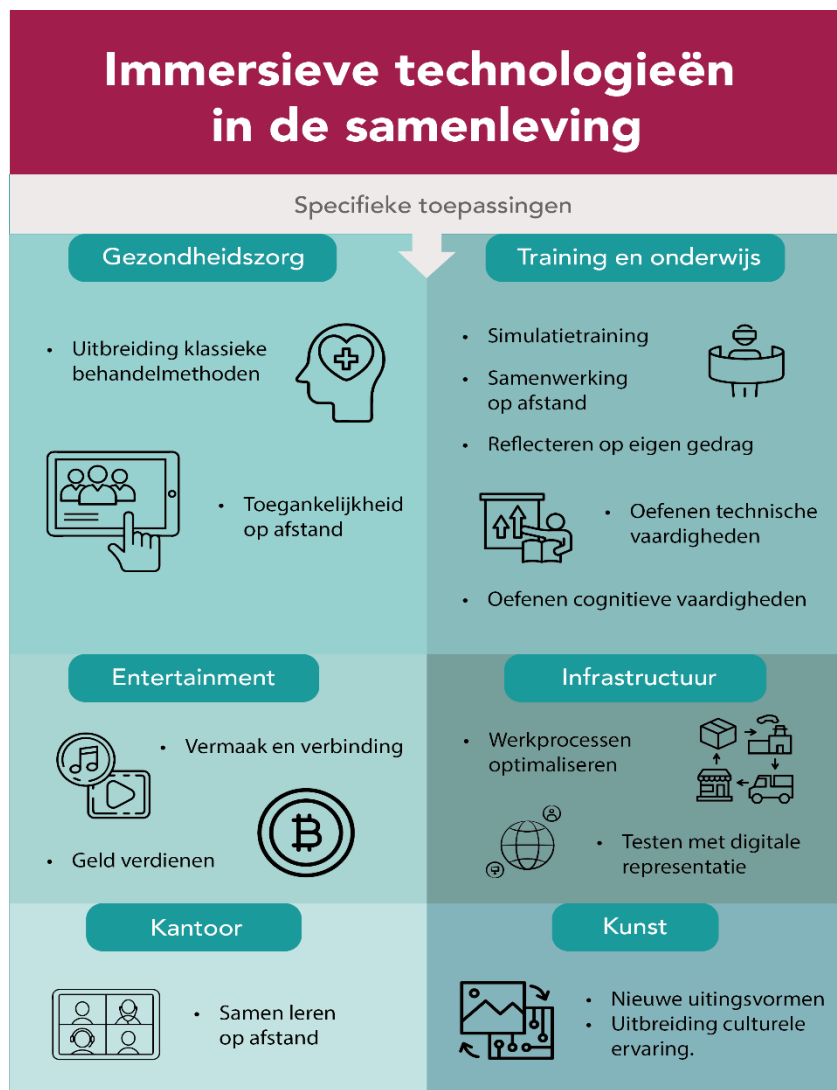 Immersieve technologieën
in de samenleving
Specifieke toepassingen
Gezondheidszorg
• Uitbreiding klassieke
behandelmethoden
• Toegankelijkheid
op afstand
Training en onderwijs
• Simulatietraining
• Samenwerking
op afstand
• Reflecteren op eigen gedrag
• Oefenen technische
vaardigheden
• Oefenen cognitieve vaardigheden
Entertainment
• Vermaak en verbinding
• Geld verdienen
Infrastructuur
• Werkprocessen
optimaliseren
• Testen met digitale
representatie
Kantoor
• Samen leren
op afstand
Kunst
• Nieuwe uitingsvormen
• Uitbreiding culturele
ervaring.